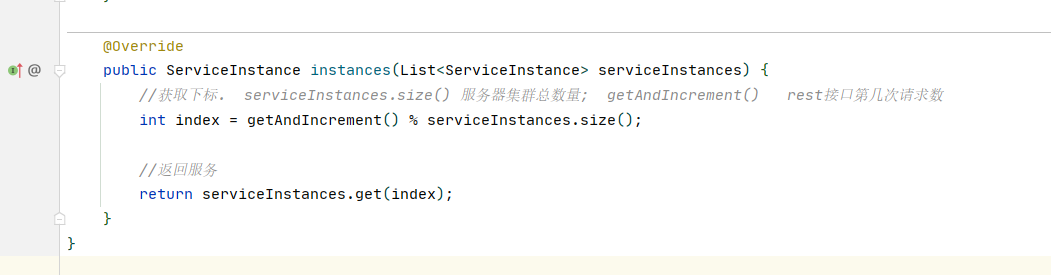 @Override
public ServiceInstance instances(List<ServiceInstance> serviceInstances) {
//获取下标. serviceInstances.size() 服务器集群总数量; getAndIncrement() rest接口第几次请求数
int index = getAndIncrement() % serviceInstances.size();
//返回服务
return serviceInstances.get(index);
}
}